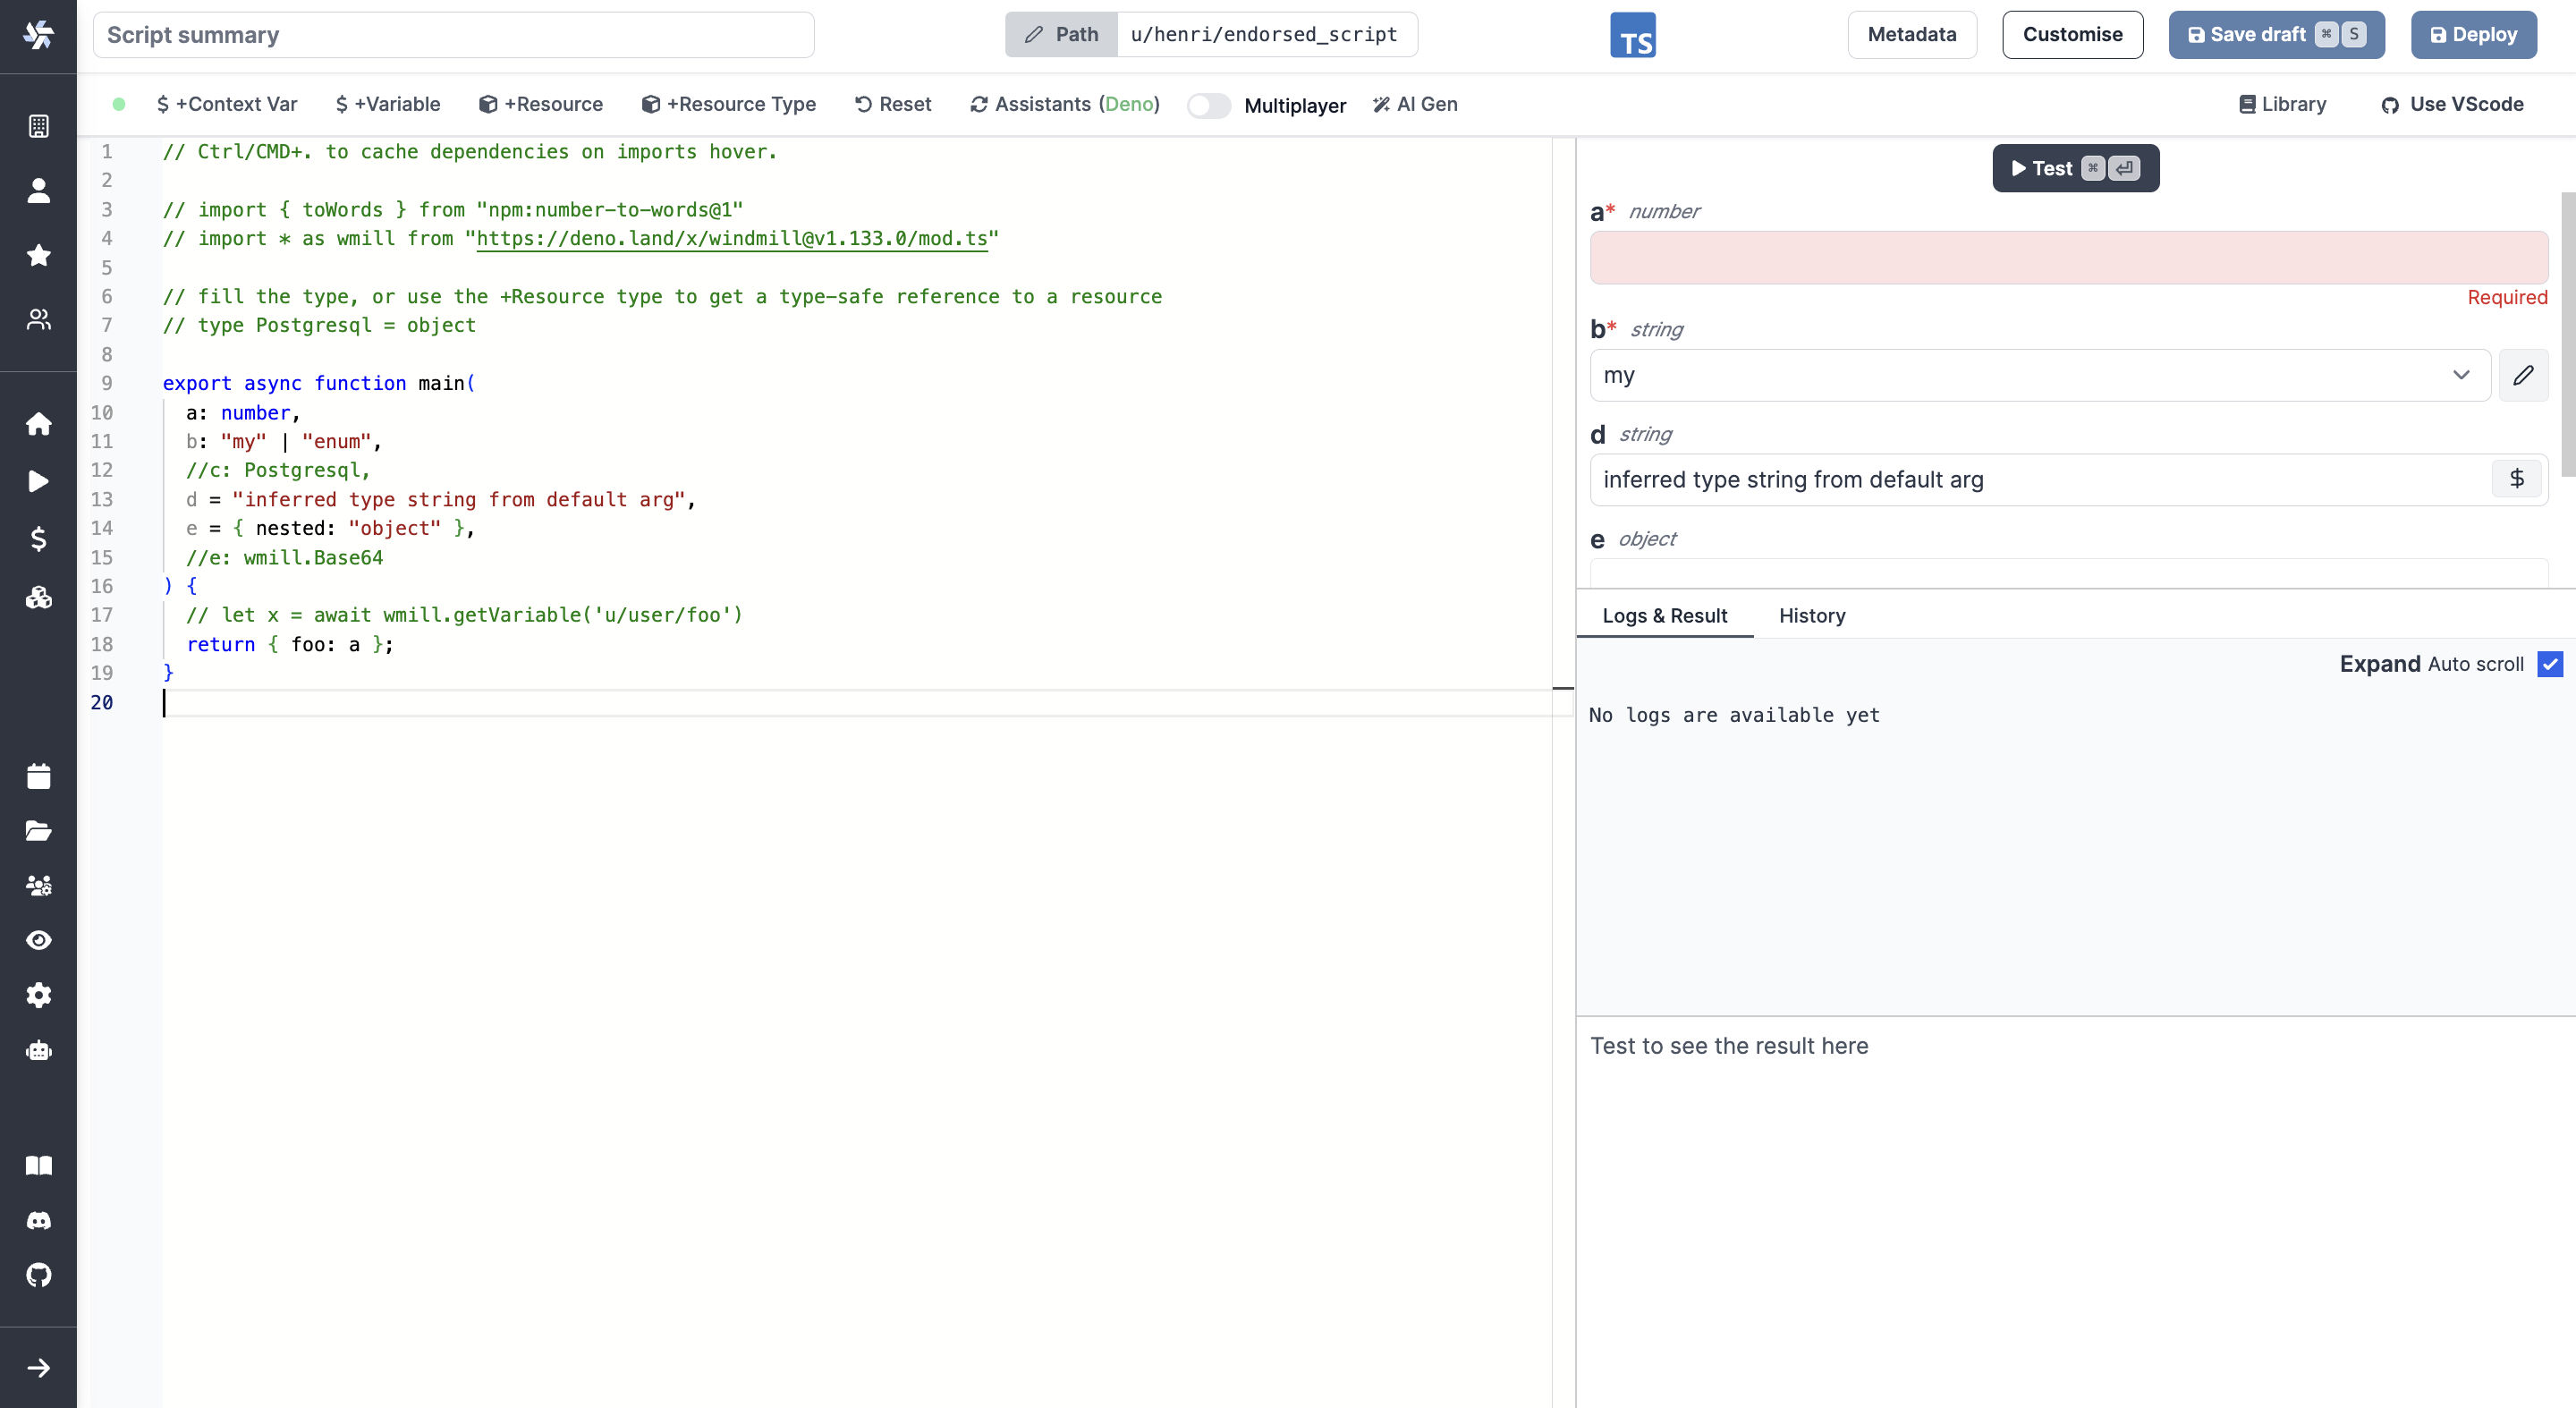 Script summary
Path u/henri/endorsed_script
TS
Metadata
Customise
Save draft ⌘ S
Deploy
$ +Context Var
$ +Variable
+Resource
+Resource Type
Reset
Assistants (Deno)
Multiplayer
AI Gen
Library
Use VScode
1 // Ctrl/CMD+. to cache dependencies on imports hover.
2
3 // import { toWords } from "npm:number-to-words@1"
4 // import * as wmill from "https://deno.land/x/windmill@v1.133.0/mod.ts"
5
6 // fill the type, or use the +Resource type to get a type-safe reference to a resource
7 // type Postgresql = object
8
9 export async function main(
10 a: number,
11 b: "my" | "enum",
12 //c: Postgresql,
13 d = "inferred type string from default arg",
14 e = { nested: "object" },
15 //e: wmill.Base64
16 ) {
17 // let x = await wmill.getVariable('u/user/foo')
18 return { foo: a };
19 }
20
Test ⌘ ⏎
a* number
Required
b* string
my
d string
inferred type string from default arg
$
e object
Logs & Result
History
Expand Auto scroll
No logs are available yet
Test to see the result here